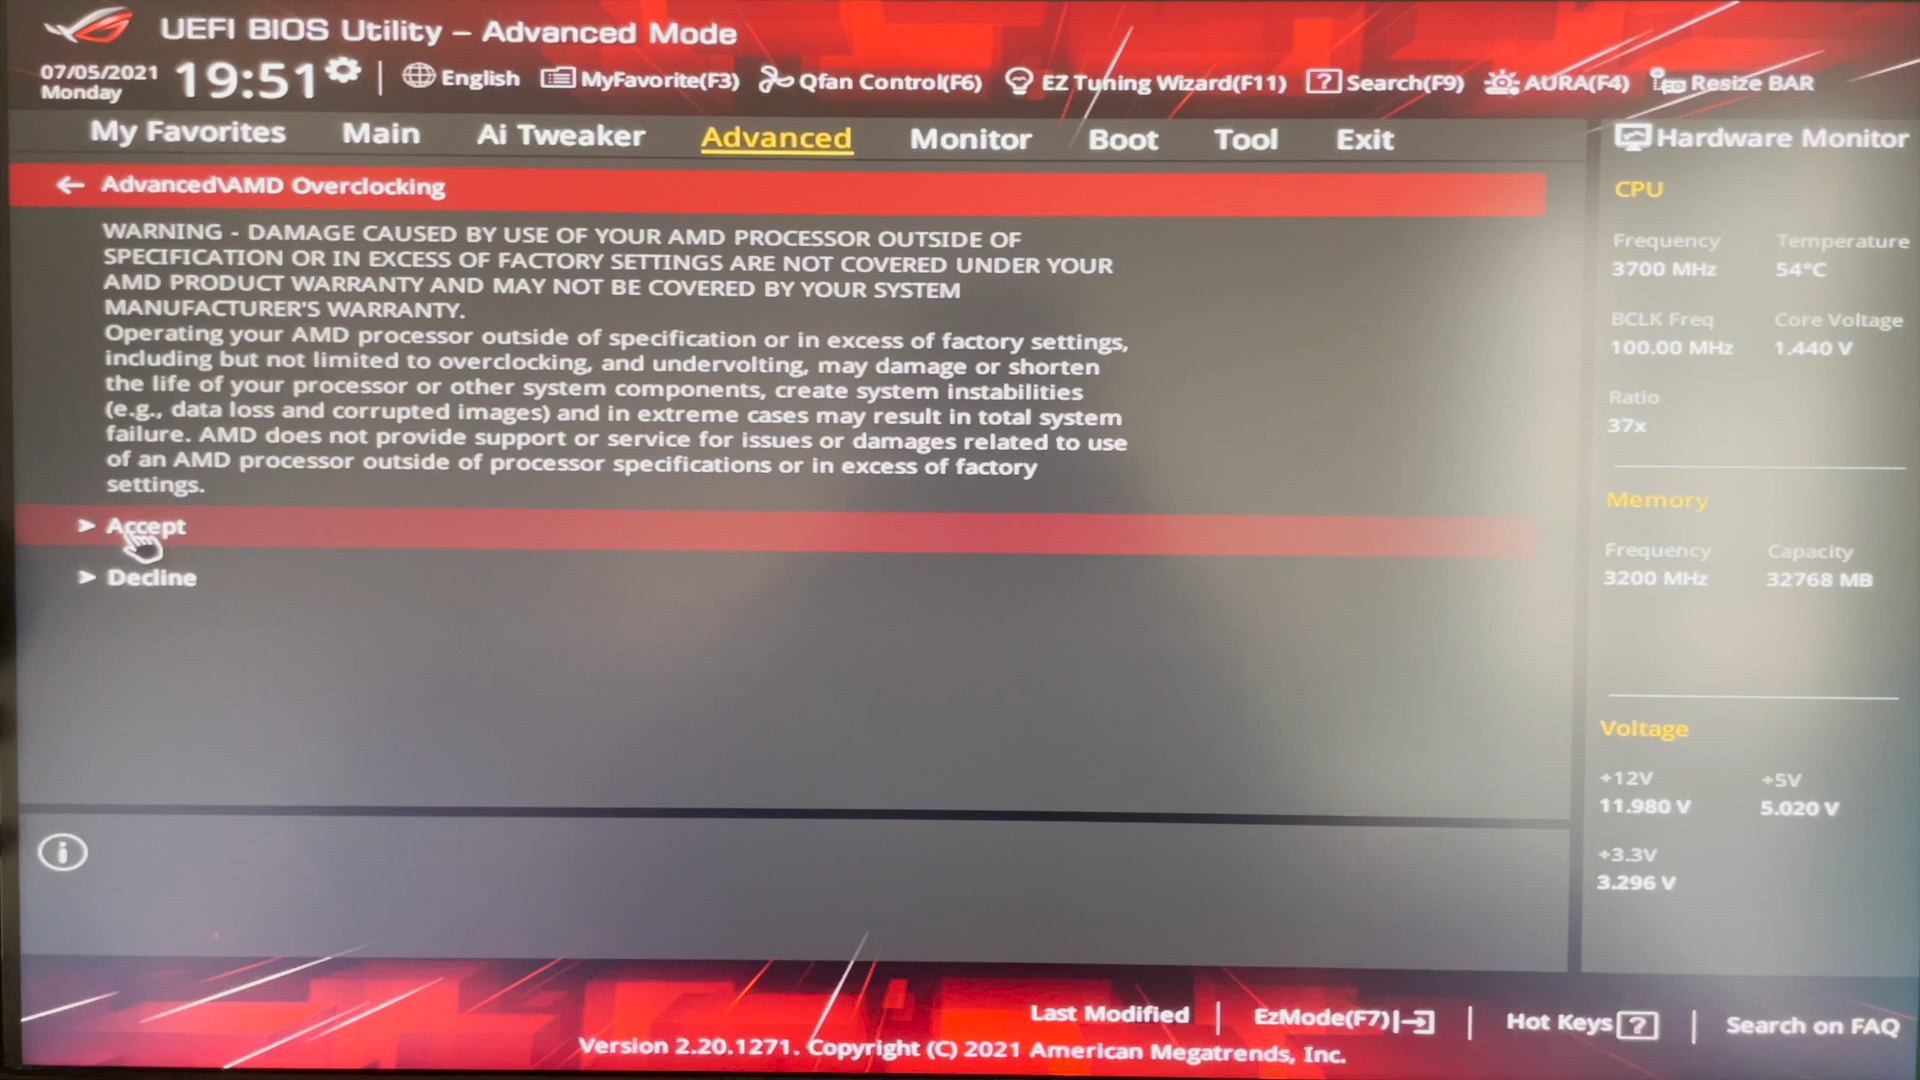 UEFI BIOS Utility – Advanced Mode
07/05/2021
Monday
19:51
English
MyFavorite(F3)
Qfan Control(F6)
EZ Tuning Wizard(F11)
Search(F9)
AURA(F4)
Resize BAR
My Favorites
Main
Ai Tweaker
Advanced
Monitor
Boot
Tool
Exit
Hardware Monitor
Advanced\AMD Overclocking
WARNING - DAMAGE CAUSED BY USE OF YOUR AMD PROCESSOR OUTSIDE OF
SPECIFICATION OR IN EXCESS OF FACTORY SETTINGS ARE NOT COVERED UNDER YOUR
AMD PRODUCT WARRANTY AND MAY NOT BE COVERED BY YOUR SYSTEM
MANUFACTURER'S WARRANTY.
Operating your AMD processor outside of specification or in excess of factory settings,
including but not limited to overclocking, and undervolting, may damage or shorten
the life of your processor or other system components, create system instabilities
(e.g., data loss and corrupted images) and in extreme cases may result in total system
failure. AMD does not provide support or service for issues or damages related to use
of an AMD processor outside of processor specifications or in excess of factory
settings.
Accept
Decline
CPU
Frequency Temperature
3700 MHz 54°C
BCLK Freq Core Voltage
100.00 MHz 1.440 V
Ratio
37x
Memory
Frequency Capacity
3200 MHz 32768 MB
Voltage
+12V +5V
11.980 V 5.020 V
+3.3V
3.296 V
Last Modified
EzMode(F7)
Hot Keys ?
Search on FAQ
Version 2.20.1271. Copyright (C) 2021 American Megatrends, Inc.